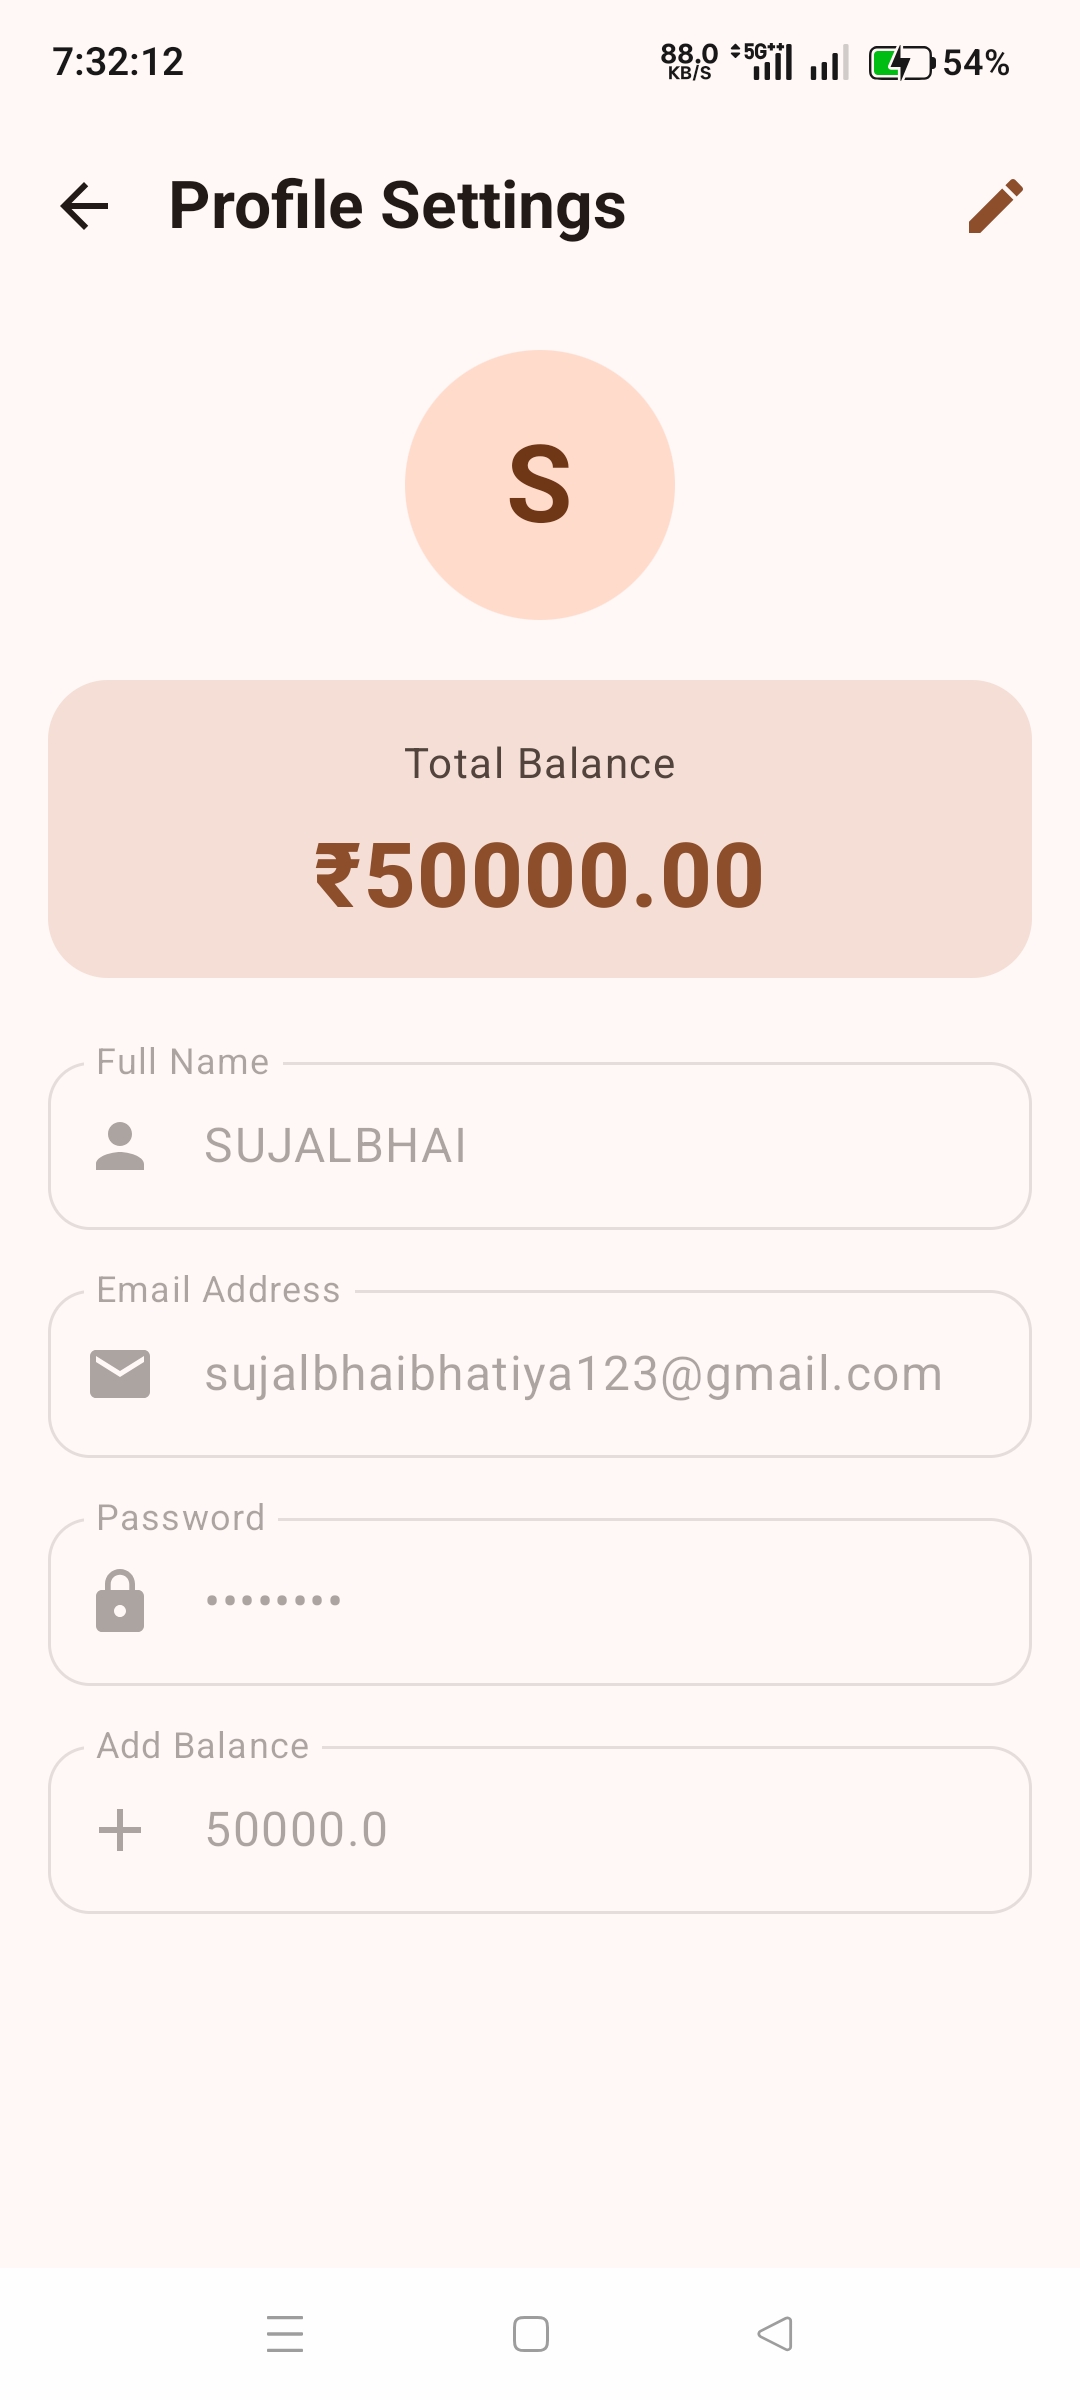 7:32:12 88.0 KB/S 5G++ 54%
Profile Settings
S
Total Balance
₹50000.00
Full Name
SUJALBHAI
Email Address
sujalbhaibhatiya123@gmail.com
Password
••••••••
Add Balance
50000.0